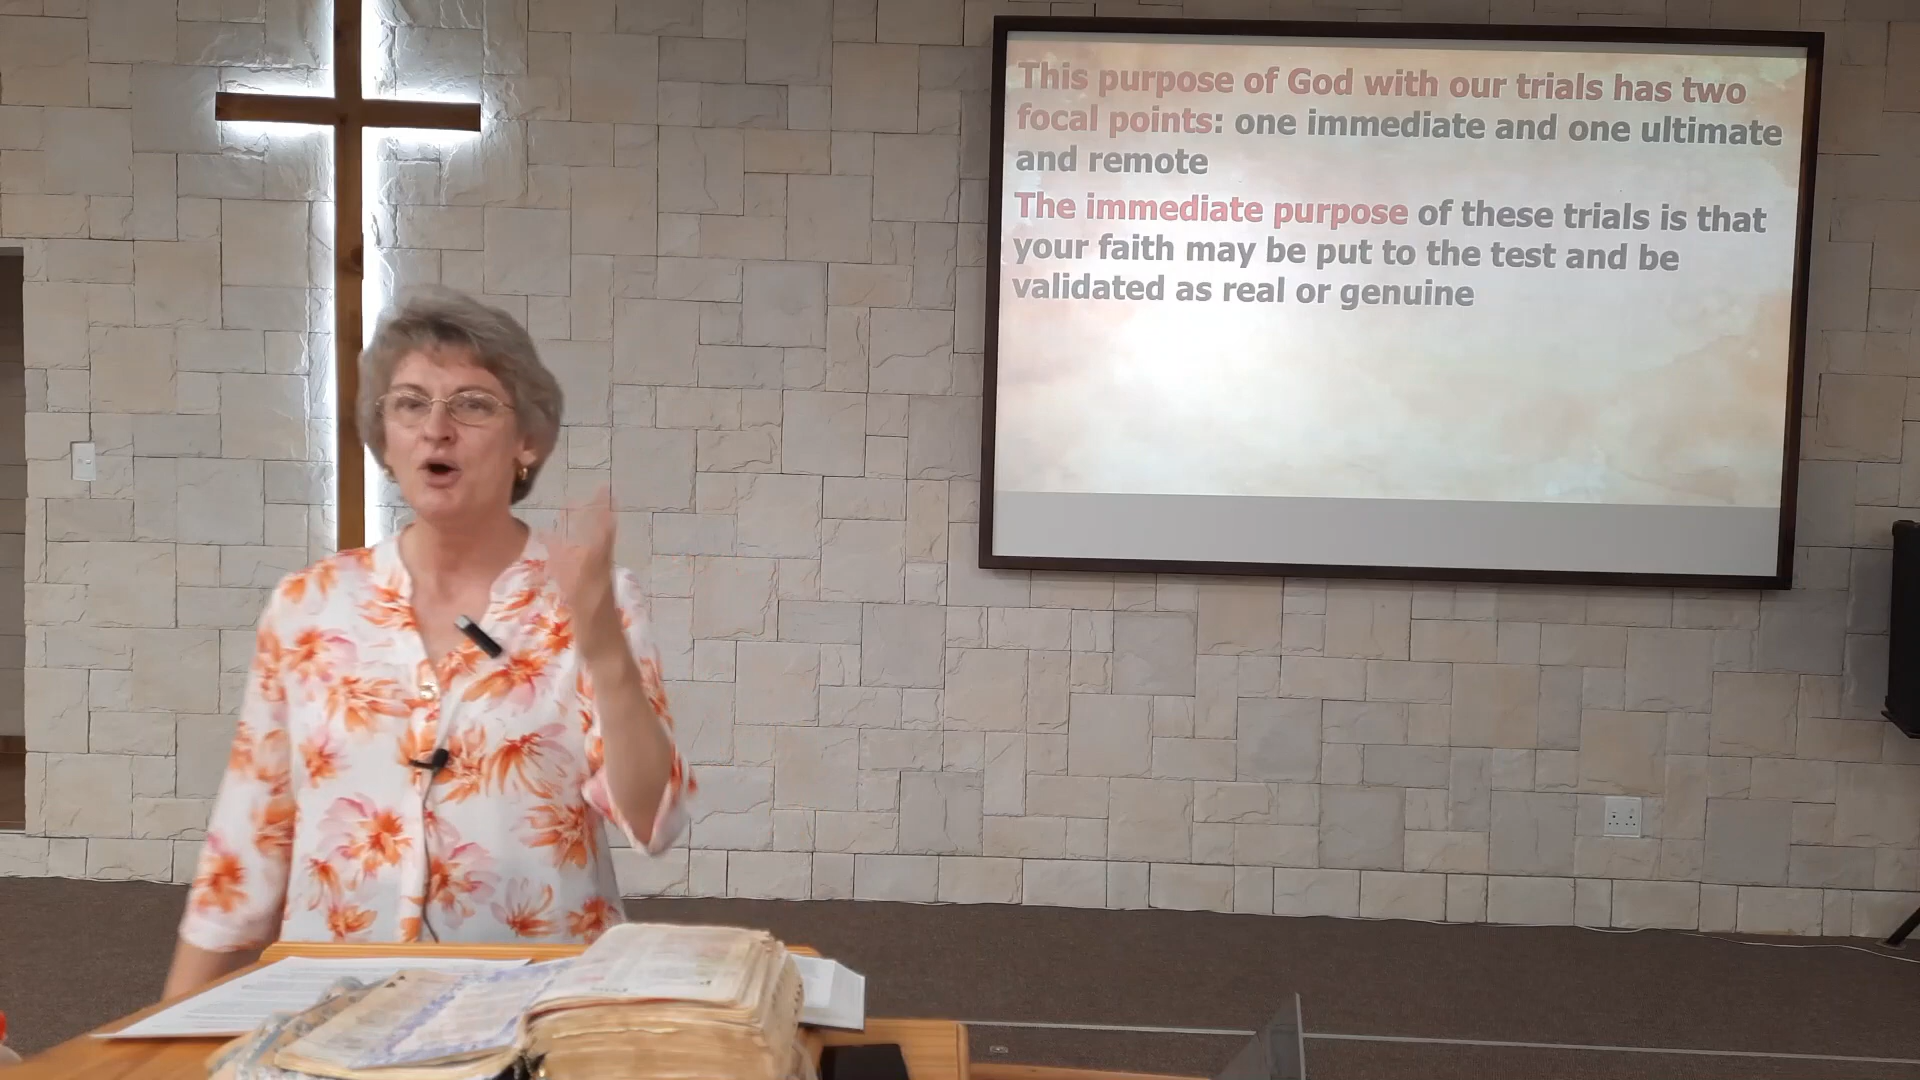 This purpose of God with our trials has two
focal points: one immediate and one ultimate
and remote
The immediate purpose of these trials is that
your faith may be put to the test and be
validated as real or genuine